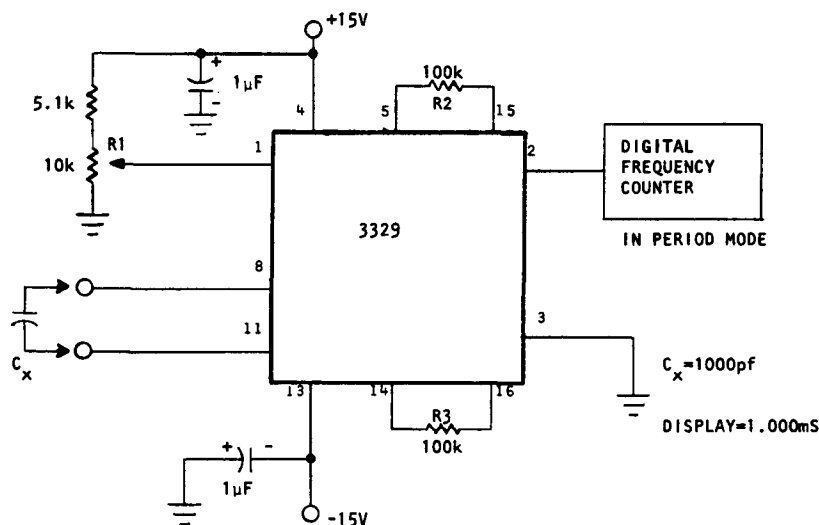 +15V
+
1µF
-
100k
R2
5.1k
4
5
15
R1
10k
1
2
DIGITAL
FREQUENCY
COUNTER
3329
IN PERIOD MODE
8
11
3
Cx
Cx=1000pf
13
14
16
R3
100k
DISPLAY=1.000mS
+
-
1µF
-15V